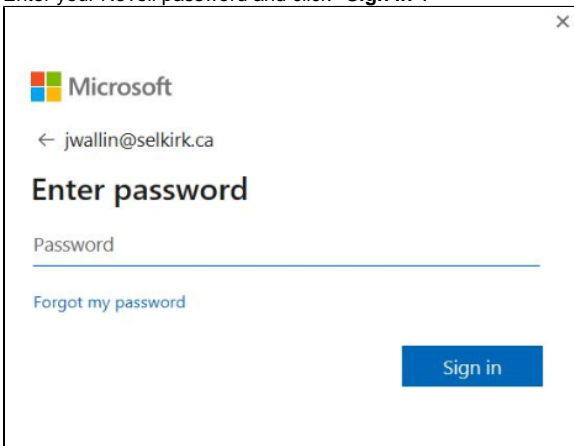 Enter your Novell password and click "Sign in".
Microsoft
← jwallin@selkirk.ca
Enter password
Password
Forgot my password
Sign in